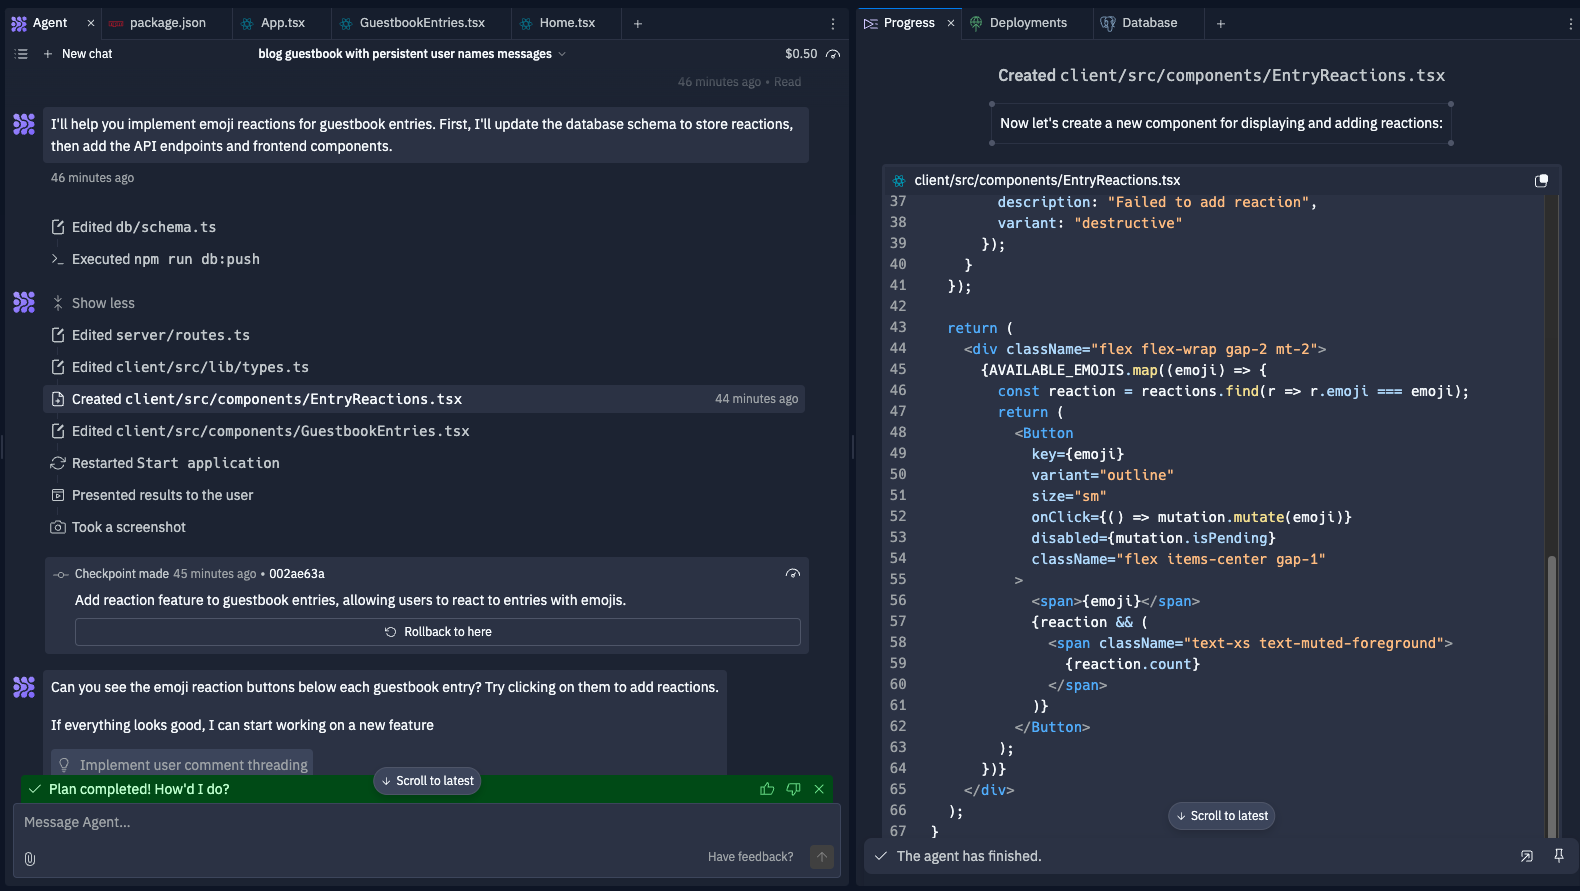 Agent
package.json
App.tsx
GuestbookEntries.tsx
Home.tsx
New chat
blog guestbook with persistent user names messages
$0.50
46 minutes ago • Read
I'll help you implement emoji reactions for guestbook entries. First, I'll update the database schema to store reactions,
then add the API endpoints and frontend components.
46 minutes ago
Edited db/schema.ts
Executed npm run db:push
Show less
Edited server/routes.ts
Edited client/src/lib/types.ts
Created client/src/components/EntryReactions.tsx 44 minutes ago
Edited client/src/components/GuestbookEntries.tsx
Restarted Start application
Presented results to the user
Took a screenshot
Checkpoint made 45 minutes ago • 002ae63a
Add reaction feature to guestbook entries, allowing users to react to entries with emojis.
Rollback to here
Can you see the emoji reaction buttons below each guestbook entry? Try clicking on them to add reactions.
If everything looks good, I can start working on a new feature
Implement user comment threading
Scroll to latest
Plan completed! How'd I do?
Message Agent...
Have feedback?
Progress
Deployments
Database
Created client/src/components/EntryReactions.tsx
Now let's create a new component for displaying and adding reactions:
client/src/components/EntryReactions.tsx
37 description: "Failed to add reaction",
38 variant: "destructive"
39 });
40 }
41 });
42
43 return (
44 <div className="flex flex-wrap gap-2 mt-2">
45 {AVAILABLE_EMOJIS.map((emoji) => {
46 const reaction = reactions.find(r => r.emoji === emoji);
47 return (
48 <Button
49 key={emoji}
50 variant="outline"
51 size="sm"
52 onClick={() => mutation.mutate(emoji)}
53 disabled={mutation.isPending}
54 className="flex items-center gap-1"
55 >
56 <span>{emoji}</span>
57 {reaction && (
58 <span className="text-xs text-muted-foreground">
59 {reaction.count}
60 </span>
61 )}
62 </Button>
63 );
64 })}
65 </div>
66 );
67 }
Scroll to latest
The agent has finished.